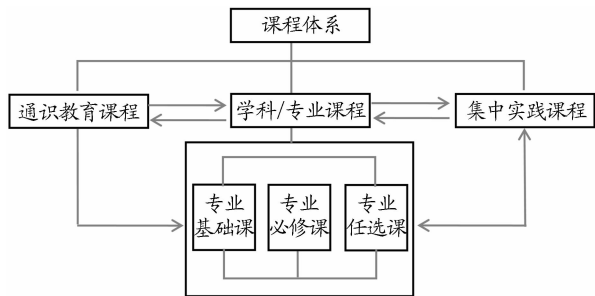 课程体系
通识教育课程
学科/专业课程
集中实践课程
专业
基础课
专业
必修课
专业
任选课